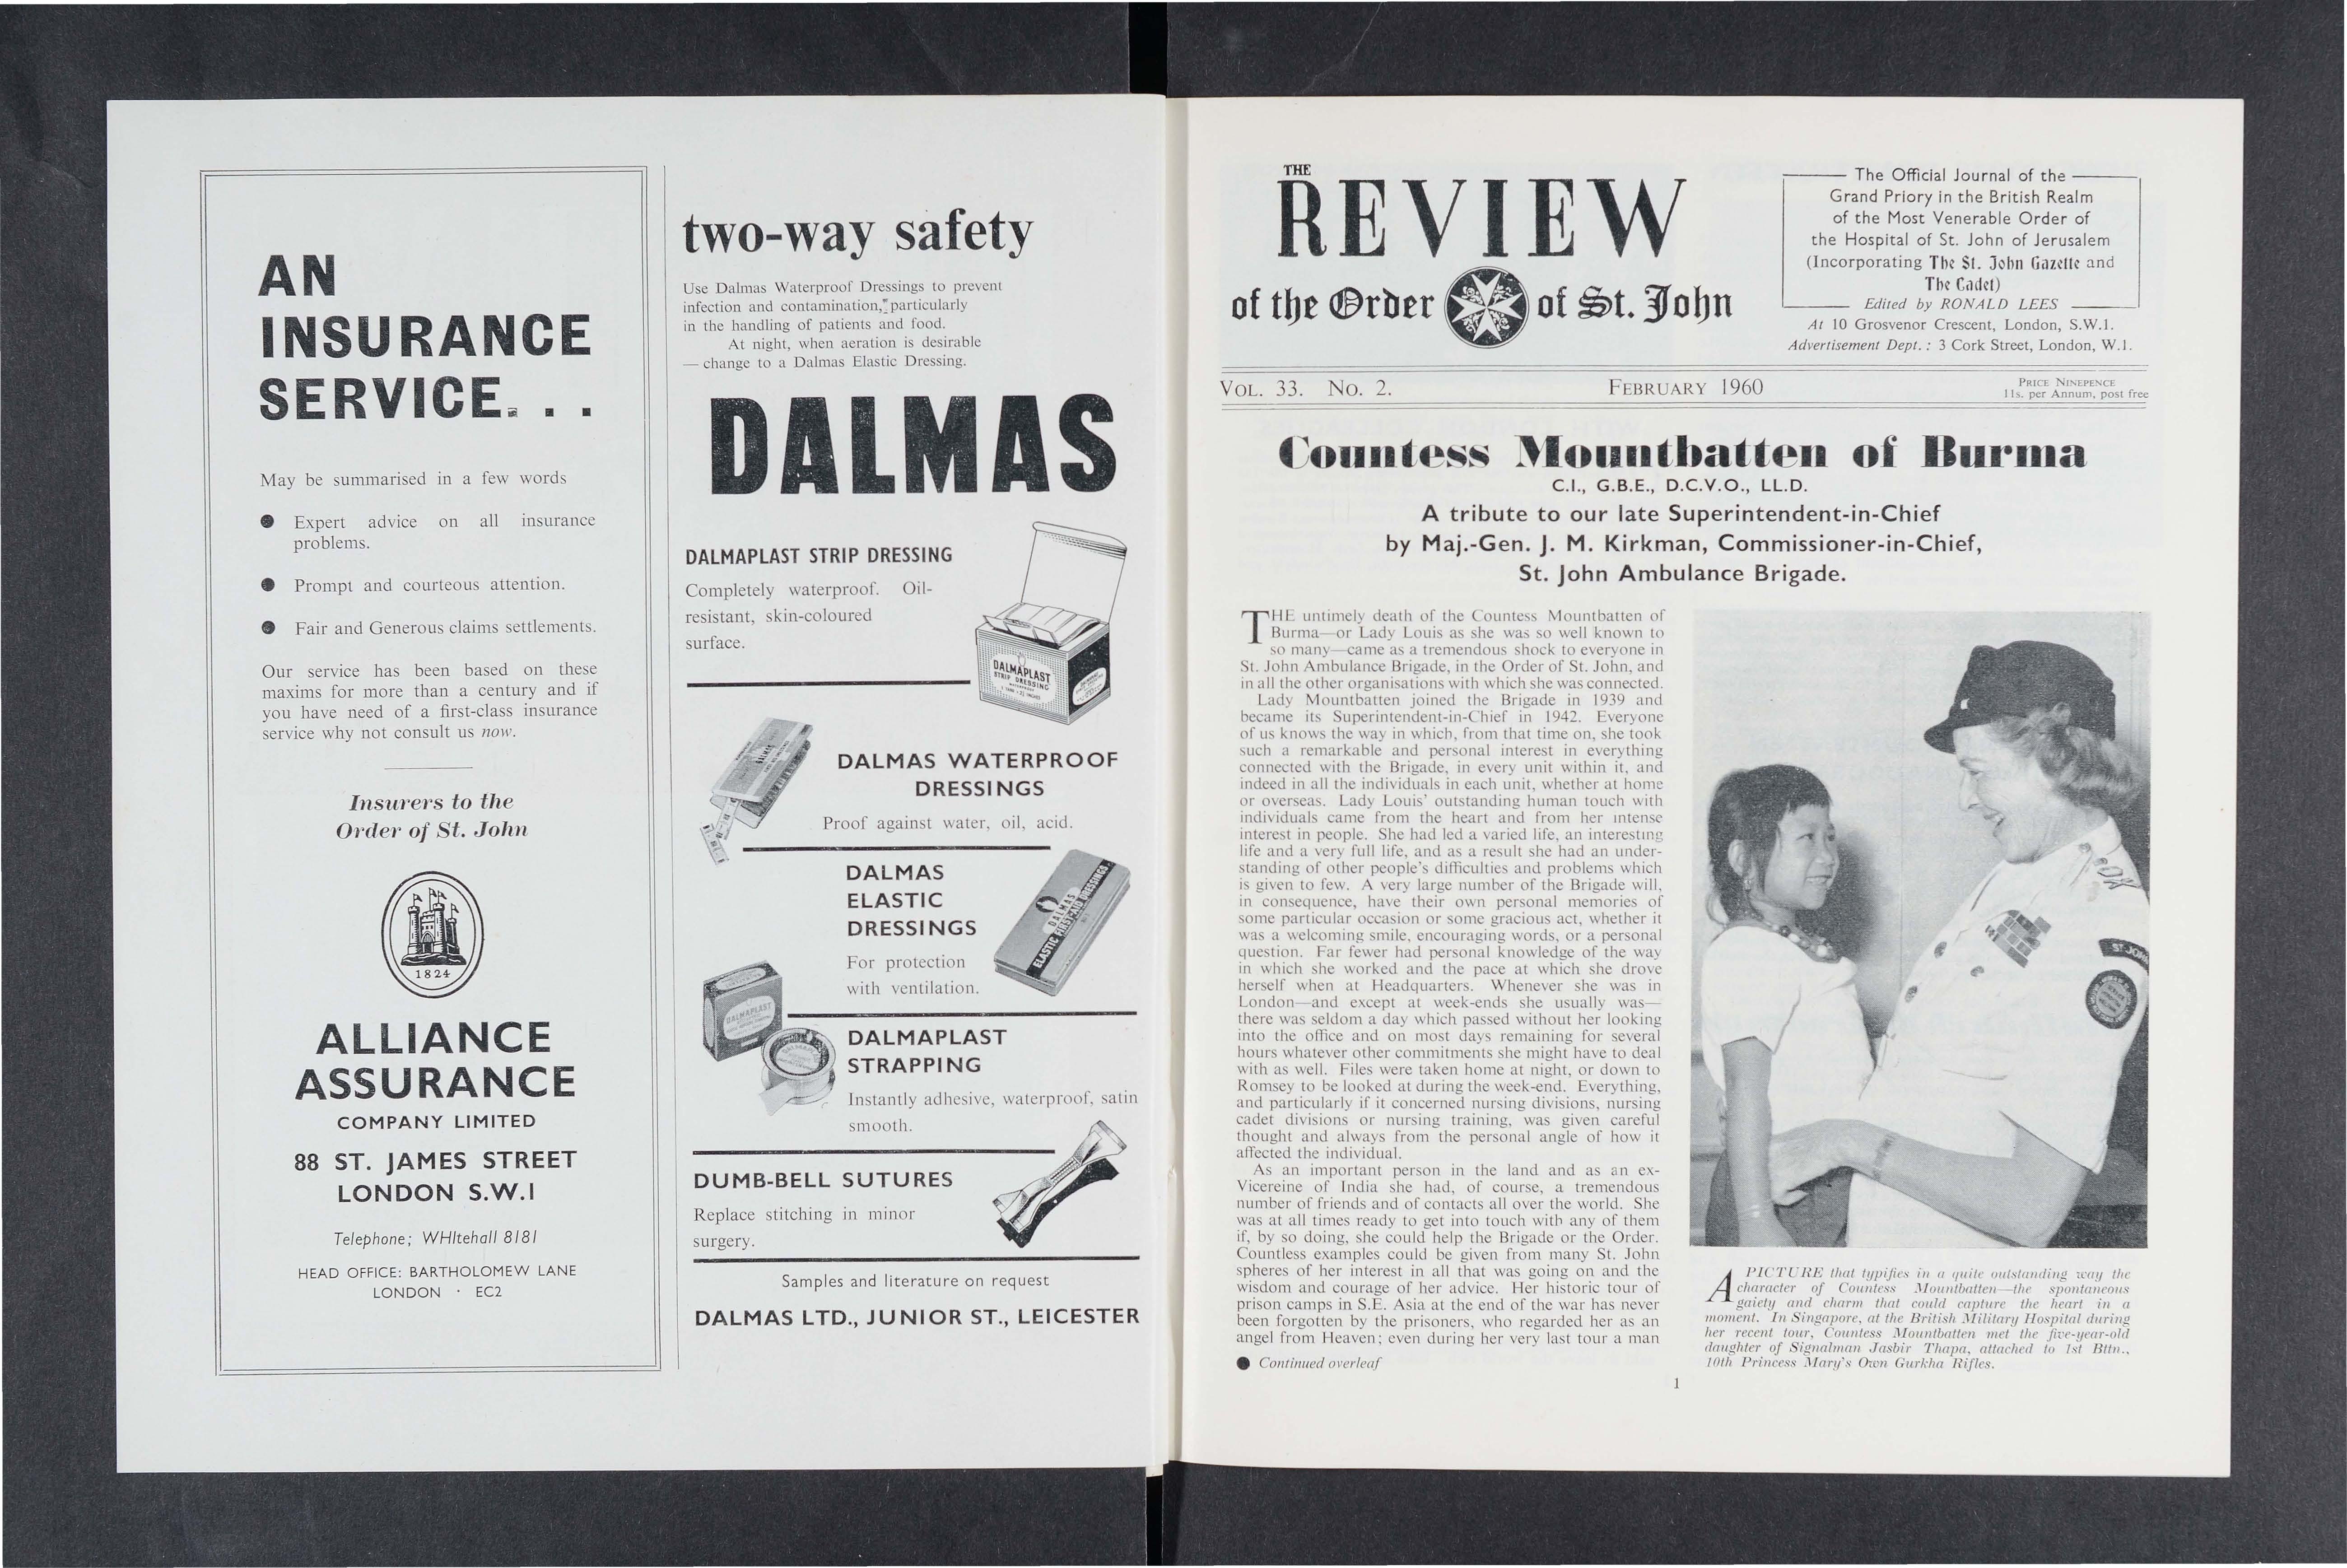 AN
INSURANCE
SERVICE. . .
May be summarised in a few words
● Expert advice on all insurance
problems.
● Prompt and courteous attention.
● Fair and Generous claims settlements.
Our service has been based on these
maxims for more than a century and if
you have need of a first-class insurance
service why not consult us now.
Insurers to the
Order of St. John
1824
ALLIANCE
ASSURANCE
COMPANY LIMITED
88 ST. JAMES STREET
LONDON S.W.1
Telephone; WHItehall 8181
HEAD OFFICE: BARTHOLOMEW LANE
LONDON · EC2
two-way safety
Use Dalmas Waterproof Dressings to prevent
infection and contamination, particularly
in the handling of patients and food.
At night, when aeration is desirable
— change to a Dalmas Elastic Dressing.
DALMAS
DALMAPLAST STRIP DRESSING
Completely waterproof. Oil-
resistant, skin-coloured
surface.
DALMAPLAST
STRIP DRESSING
DALMAS WATERPROOF
DRESSINGS
Proof against water, oil, acid.
DALMAS
ELASTIC
DRESSINGS
For protection
with ventilation.
DALMAS
ELASTIC FIRST-AID DRESSINGS
DALMAPLAST
DALMAPLAST
STRAPPING
Instantly adhesive, waterproof, satin
smooth.
DUMB-BELL SUTURES
Replace stitching in minor
surgery.
Samples and literature on request
DALMAS LTD., JUNIOR ST., LEICESTER
THE
REVIEW
of the Order of St. John
The Official Journal of the
Grand Priory in the British Realm
of the Most Venerable Order of
the Hospital of St. John of Jerusalem
(Incorporating The St. John Gazette and
The Cadet)
Edited by RONALD LEES
At 10 Grosvenor Crescent, London, S.W.1.
Advertisement Dept. : 3 Cork Street, London, W.1.
VOL. 33. No. 2.
FEBRUARY 1960
PRICE NINEPENCE
11s. per Annum, post free
Countess Mountbatten of Burma
C.I., G.B.E., D.C.V.O., LL.D.
A tribute to our late Superintendent-in-Chief
by Maj.-Gen. J. M. Kirkman, Commissioner-in-Chief,
St. John Ambulance Brigade.
THE untimely death of the Countess Mountbatten of
Burma—or Lady Louis as she was so well known to
so many—came as a tremendous shock to everyone in
St. John Ambulance Brigade, in the Order of St. John, and
in all the other organisations with which she was connected.
Lady Mountbatten joined the Brigade in 1939 and
became its Superintendent-in-Chief in 1942. Everyone
of us knows the way in which, from that time on, she took
such a remarkable and personal interest in everything
connected with the Brigade, in every unit within it, and
indeed in all the individuals in each unit, whether at home
or overseas. Lady Louis' outstanding human touch with
individuals came from the heart and from her intense
interest in people. She had led a varied life, an interesting
life and a very full life, and as a result she had an under-
standing of other people's difficulties and problems which
is given to few. A very large number of the Brigade will,
in consequence, have their own personal memories of
some particular occasion or some gracious act, whether it
was a welcoming smile, encouraging words, or a personal
question. Far fewer had personal knowledge of the way
in which she worked and the pace at which she drove
herself when at Headquarters. Whenever she was in
London—and except at week-ends she usually was—
there was seldom a day which passed without her looking
into the office and on most days remaining for several
hours whatever other commitments she might have to deal
with as well. Files were taken home at night, or down to
Romsey to be looked at during the week-end. Everything,
and particularly if it concerned nursing divisions, nursing
cadet divisions or nursing training, was given careful
thought and always from the personal angle of how it
affected the individual.
As an important person in the land and as an ex-
Vicereine of India she had, of course, a tremendous
number of friends and of contacts all over the world. She
was at all times ready to get into touch with any of them
if, by so doing, she could help the Brigade or the Order.
Countless examples could be given from many St. John
spheres of her interest in all that was going on and the
wisdom and courage of her advice. Her historic tour of
prison camps in S.E. Asia at the end of the war has never
been forgotten by the prisoners, who regarded her as an
angel from Heaven; even during her very last tour a man
● Continued overleaf
ST. JOHN
A PICTURE that typifies in a quite outstanding way the
character of Countess Mountbatten—the spontaneous
gaiety and charm that could capture the heart in a
moment. In Singapore, at the British Military Hospital during
her recent tour, Countess Mountbatten met the five-year-old
daughter of Signalman Jasbir Thapa, attached to 1st Bttn.,
10th Princess Mary's Own Gurkha Rifles.
1